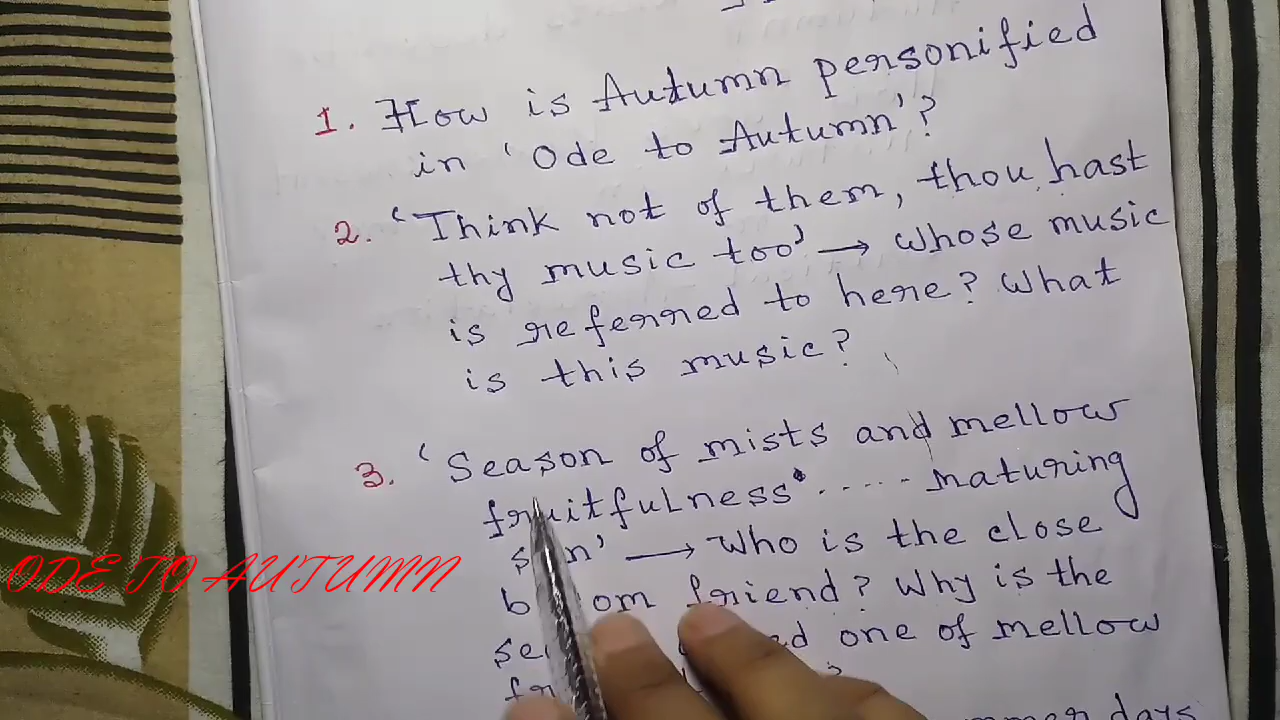 1. How is Autumn personified
in 'Ode to Autumn'?
2. 'Think not of them, thou hast
thy music too' → Whose music
is referred to here? What
is this music?
3. 'Season of mists and mellow
fruitfulness ..... maturing
→ Who is the close
friend? Why is the
one of mellow
ODE TO AUTUMN
days